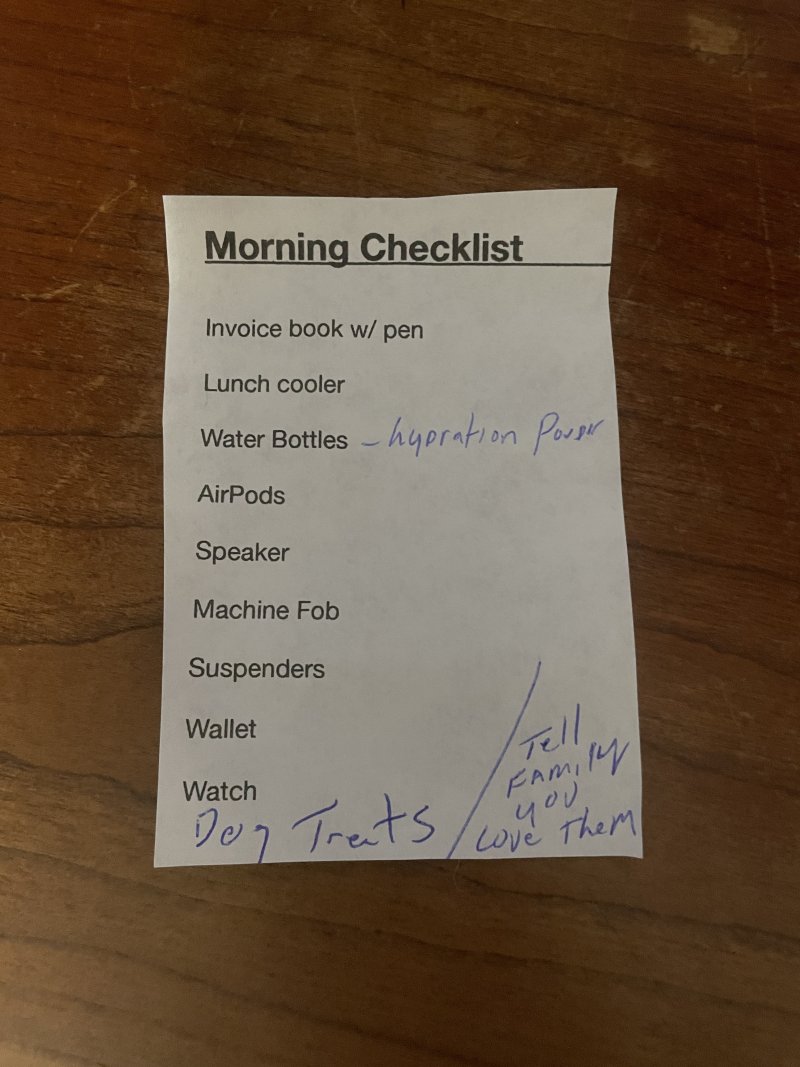 Morning Checklist
Invoice book w/ pen
Lunch cooler
Water Bottles - hydration Power
AirPods
Speaker
Machine Fob
Suspenders
Wallet
Watch
Dog Treats /
Tell
FAMILY
you
Love Them